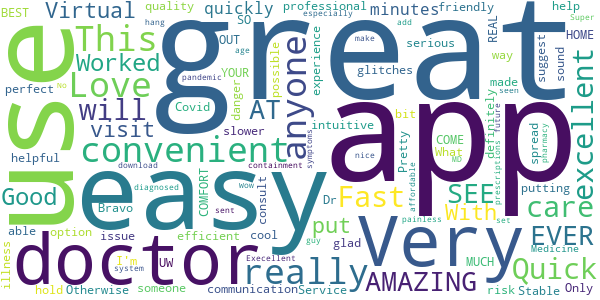 BEST
Virtual
quality
quickly
SO
professional
hang
OUT
minutes
friendly
add
help
Super
This
Worked
YOUR
age
especially
REAL
HOME
use
great
Love
possible
experience
serious
make
way
suggest
sound
perfect
pandemic
ho
danger
glitches
will
Covid
AT
anyone
slower
made
seen
future
excellent
helpful
visit
intuitive
definitely
app
convenient
symptoms
bit
Pretty
COME
What
MD
spread
pharmacy
download
containment
nice
affordable
prescriptions
putting
easy
diagnosed
Wow
Good
COMFORT
consult
Dr
Fast
SEE
care
able
Bravo
sent
guy
put
With
painless
set
EVER
option
issue
efficient
cool
glad
Very
MUCH
Medicine
illness
doctor
I'm
system
UW
Execellent
really
AMAZING
Quick
hold
Otherwise
someone
communication
Service
risk
Stable
Only